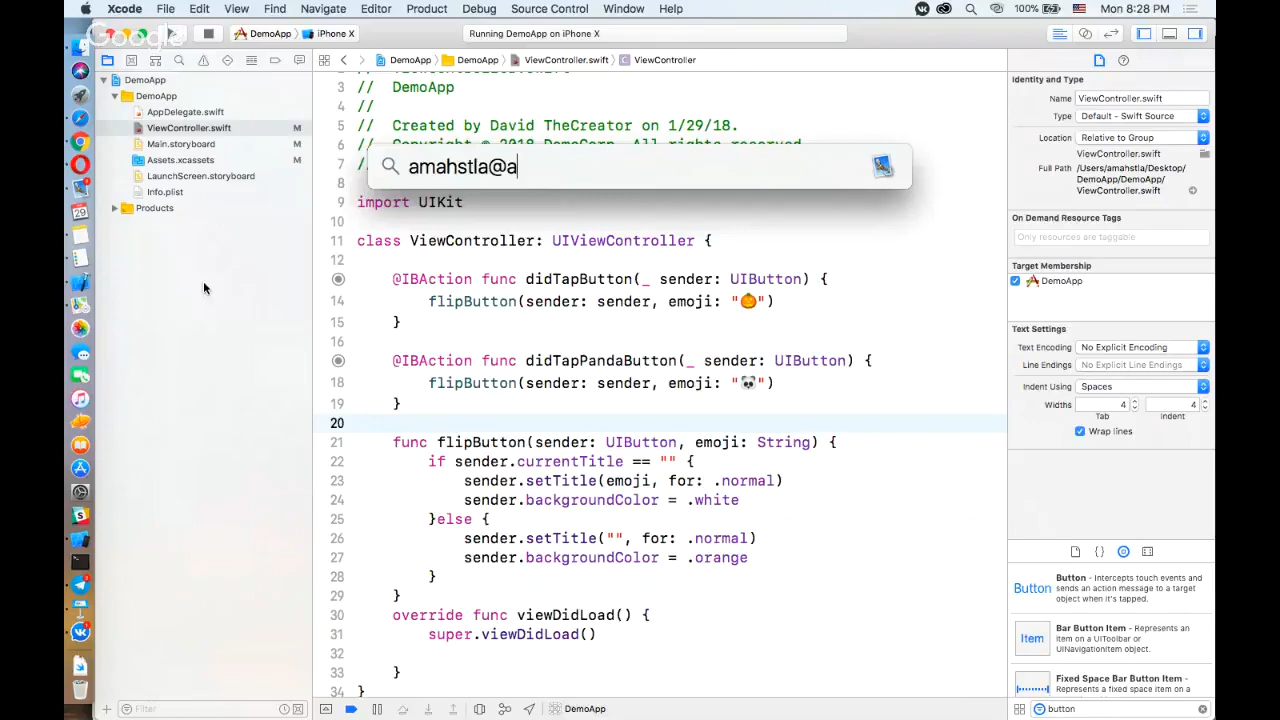 Xcode File Edit View Find Navigate Editor Product Debug Source Control Window Help 100% Mon 8:28 PM
Google
DemoApp iPhone X Running DemoApp on iPhone X
DemoApp DemoApp ViewController.swift ViewController
DemoApp
DemoApp
AppDelegate.swift
ViewController.swift M
Main.storyboard M
Assets.xcassets M
LaunchScreen.storyboard
Info.plist
Products
Filter
3 // DemoApp
4 //
5 // Created by David TheCreator on 1/29/18.
6 // Copyright © 2018 DemoCorp. All rights reserved.
7 //
amahstla@a
8
9 import UIKit
10
11 class ViewController: UIViewController {
12
@IBAction func didTapButton(_ sender: UIButton) {
14 flipButton(sender: sender, emoji: "🎃")
15 }
16
@IBAction func didTapPandaButton(_ sender: UIButton) {
18 flipButton(sender: sender, emoji: "🐼")
19 }
20
21 func flipButton(sender: UIButton, emoji: String) {
22 if sender.currentTitle == "" {
23 sender.setTitle(emoji, for: .normal)
24 sender.backgroundColor = .white
25 }else {
26 sender.setTitle("", for: .normal)
27 sender.backgroundColor = .orange
28 }
29 }
30 override func viewDidLoad() {
31 super.viewDidLoad()
32
33 }
34 }
DemoApp
Identity and Type
Name ViewController.swift
Type Default - Swift Source
Location Relative to Group
ViewController.swift
Full Path /Users/amahstla/Desktop/
DemoApp/DemoApp/
ViewController.swift
On Demand Resource Tags
Only resources are taggable
Target Membership
DemoApp
Text Settings
Text Encoding No Explicit Encoding
Line Endings No Explicit Line Endings
Indent Using Spaces
Widths 4 4
Tab Indent
Wrap lines
{}
Button
Button - Intercepts touch events and
sends an action message to a target
object when it's tapped.
Item
Bar Button Item - Represents an
item on a UIToolbar or
UINavigationItem object.
Fixed Space Bar Button Item -
Represents a fixed space item on a
button